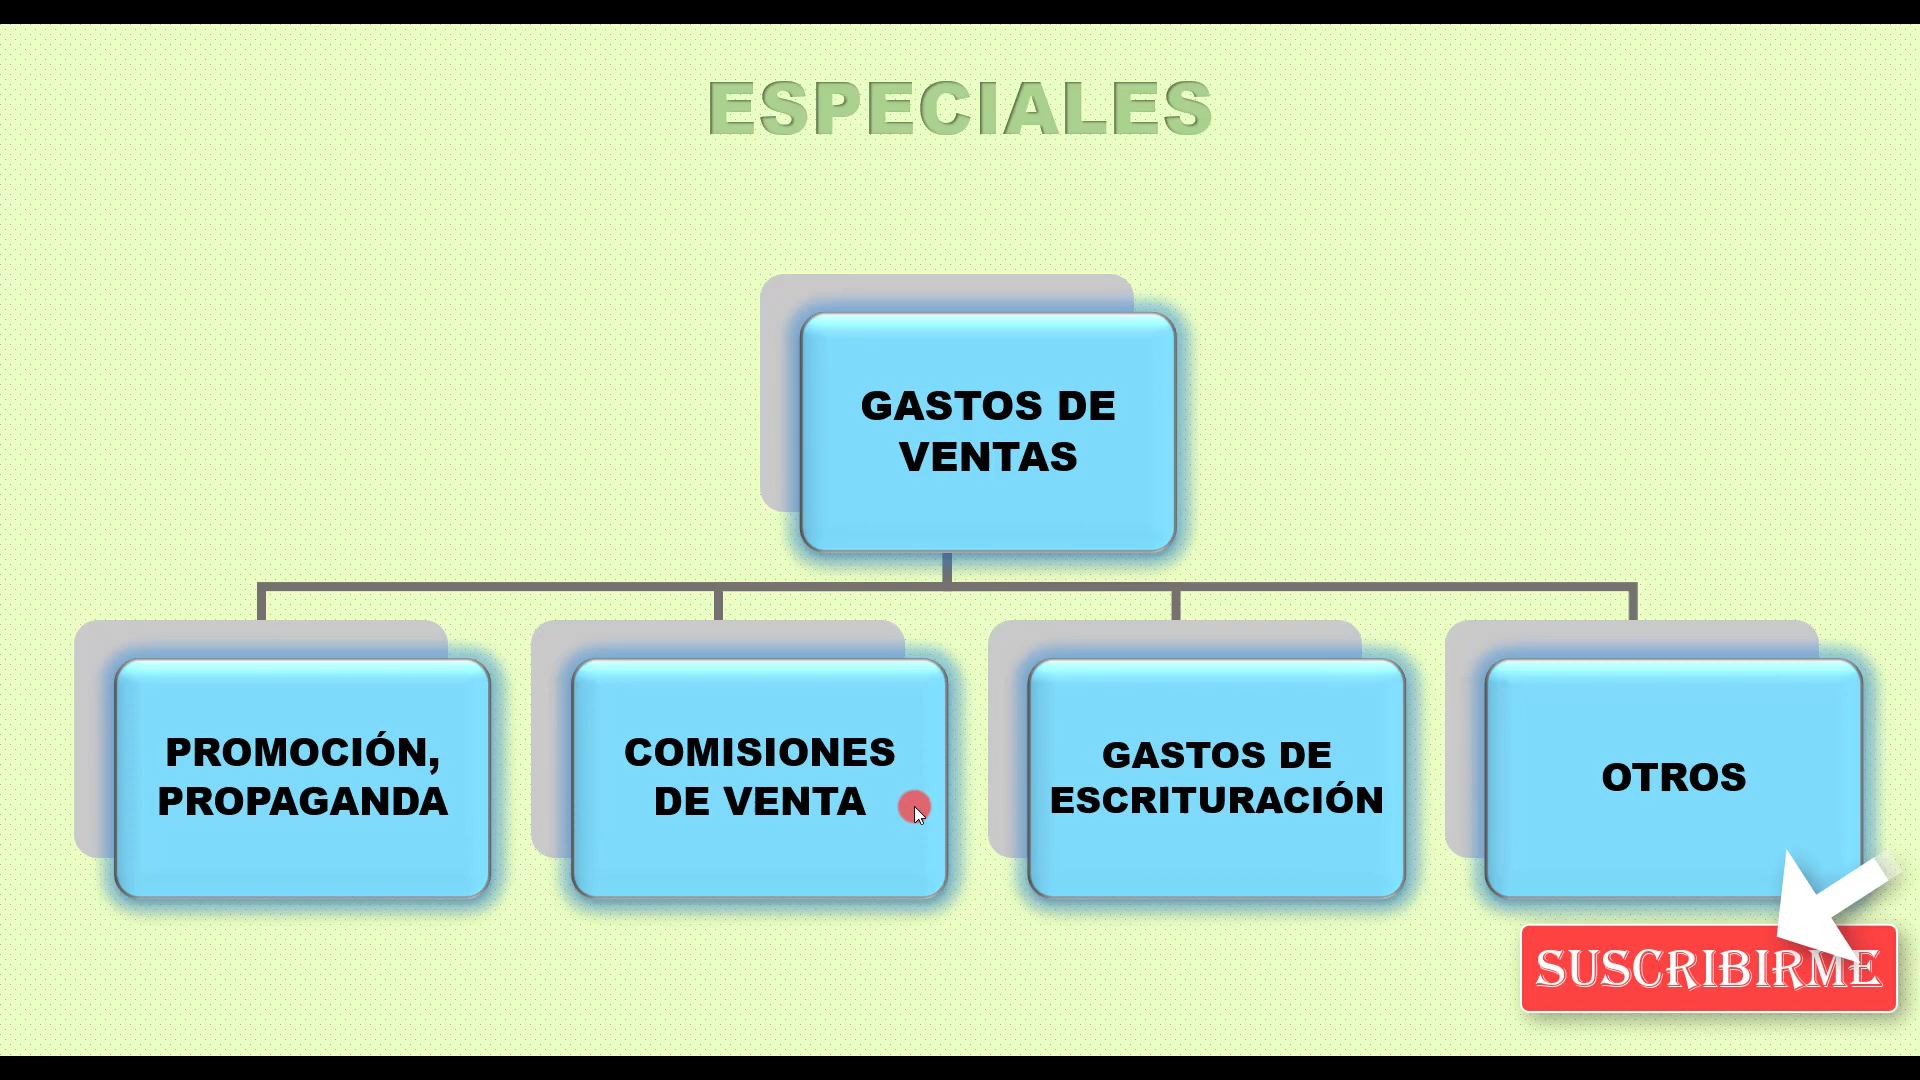 ESPECIALES
GASTOS DE
VENTAS
PROMOCIÓN,
PROPAGANDA
COMISIONES
DE VENTA
GASTOS DE
ESCRITURACIÓN
OTROS
SUSCRIBIRME